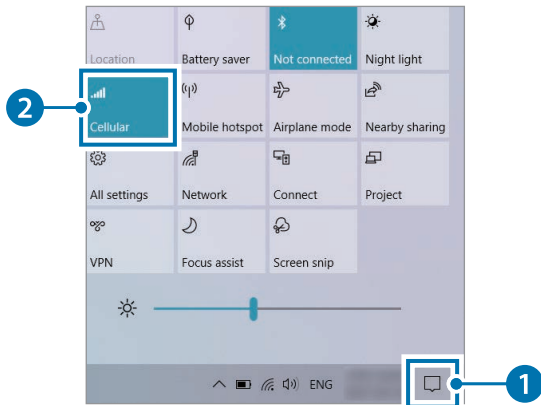 Location Battery saver Not connected Night light
2
Cellular Mobile hotspot Airplane mode Nearby sharing
All settings Network Connect Project
VPN Focus assist Screen snip
ENG
1